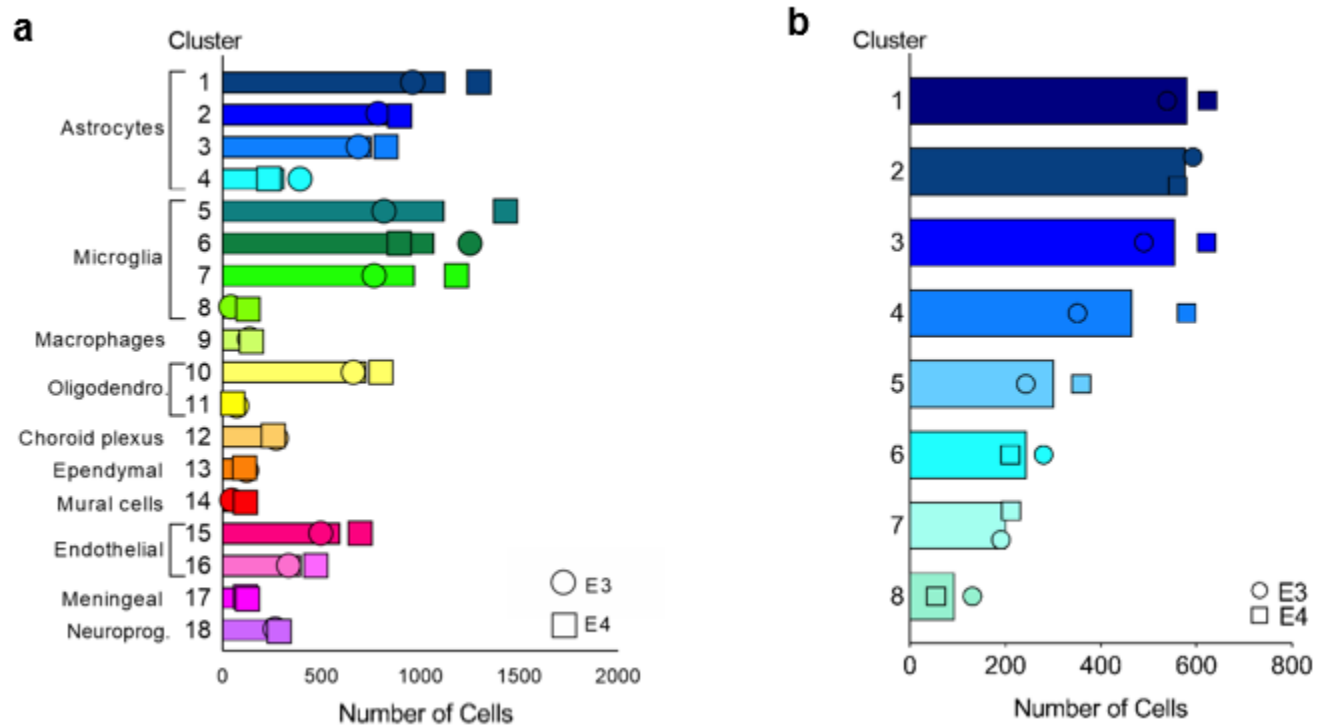 a
Cluster
Astrocytes
1
2
3
4
Microglia
5
6
7
8
Macrophages 9
Oligodendro.
10
11
Choroid plexus 12
Ependymal 13
Mural cells 14
Endothelial
15
16
Meningeal 17
Neuroprog. 18
E3
E4
0 500 1000 1500 2000
Number of Cells
b
Cluster
1
2
3
4
5
6
7
8
E3
E4
0 200 400 600 800
Number of Cells